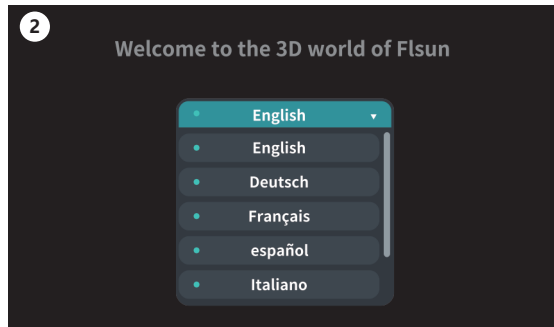 2
Welcome to the 3D world of Flsun
English
English
Deutsch
Français
español
Italiano